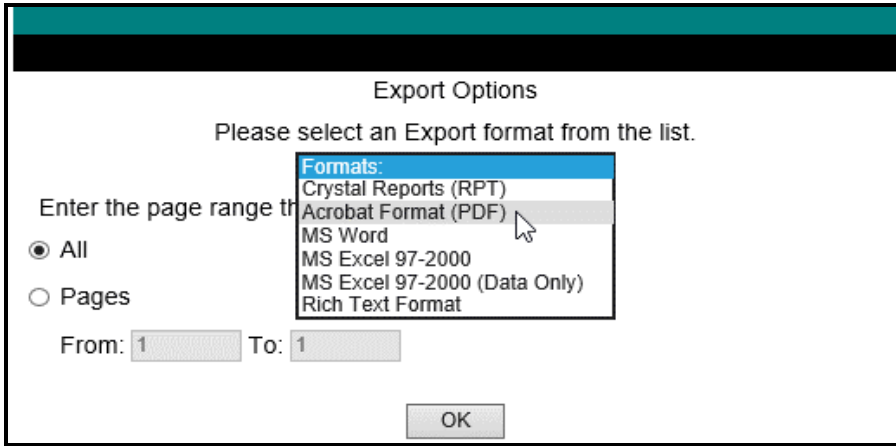 Export Options
Please select an Export format from the list.
Formats:
Crystal Reports (RPT)
Enter the page range th
Acrobat Format (PDF)
MS Word
All
MS Excel 97-2000
MS Excel 97-2000 (Data Only)
Pages
Rich Text Format
From: 1 To: 1
OK